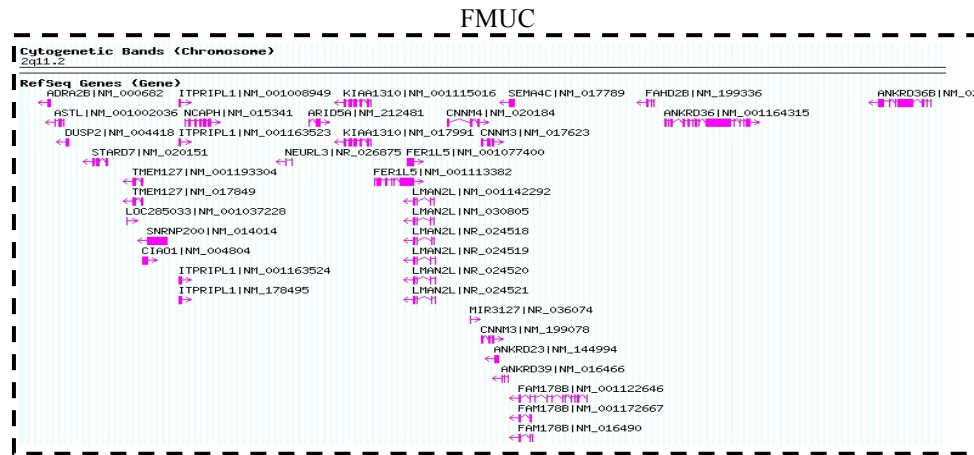 FMUC
Cytogenetic Bands (Chromosome)
2q11.2
RefSeq Genes (Gene)
ADRA2B|NM_000682 ITPRIPL1|NM_001008949 KIAA1310|NM_001115016 SEMA4C|NM_017789 FAHD2B|NM_199336 ANKRD36B|NM_02
ASTL|NM_001002036 NCAPH|NM_015341 ARID5A|NM_212481 CNNM4|NM_020184 ANKRD36|NM_001164315
DUSP2|NM_004418 ITPRIPL1|NM_001163523 KIAA1310|NM_017991 CNNM3|NM_017623
STARD7|NM_020151 NEURL3|NR_026875 FER1L5|NM_001077400
TMEM127|NM_001193304 FER1L5|NM_001113382
TMEM127|NM_017849 LMAN2L|NM_001142292
LOC285033|NM_001037228 LMAN2L|NM_030805
SNRNP200|NM_014014 LMAN2L|NR_024518
CIAO1|NM_004804 LMAN2L|NR_024519
ITPRIPL1|NM_001163524 LMAN2L|NR_024520
ITPRIPL1|NM_178495 LMAN2L|NR_024521
MIR3127|NR_036074
CNNM3|NM_199078
ANKRD23|NM_144994
ANKRD39|NM_016466
FAM178B|NM_001122646
FAM178B|NM_001172667
FAM178B|NM_016490